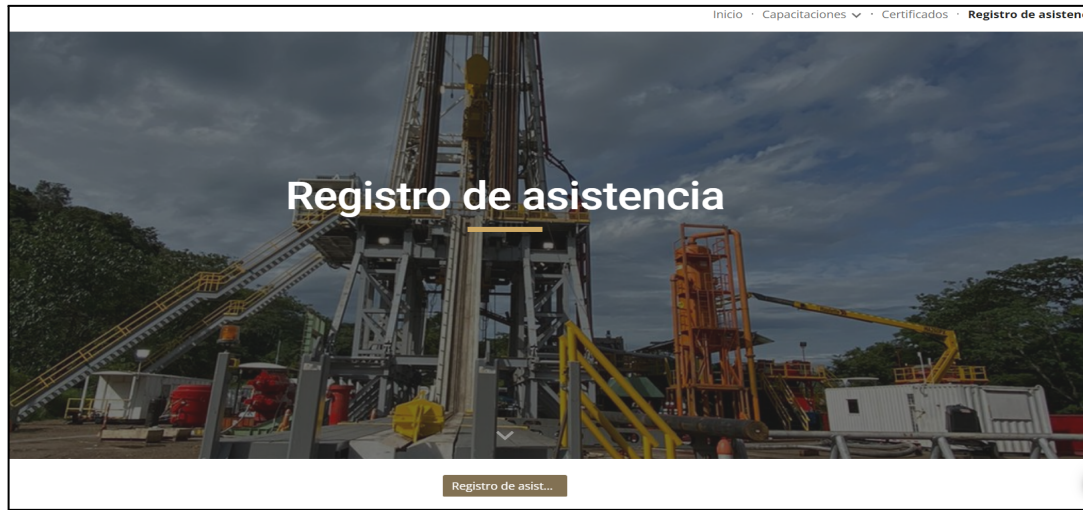 Inicio · Capacitaciones · Certificados · Registro de asisten
Registro de asistencia
Registro de asist...